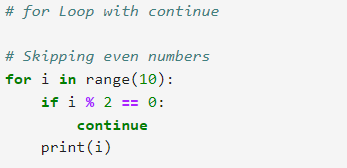 # for Loop with continue

# Skipping even numbers
for i in range(10):
    if i % 2 == 0:
        continue
    print(i)